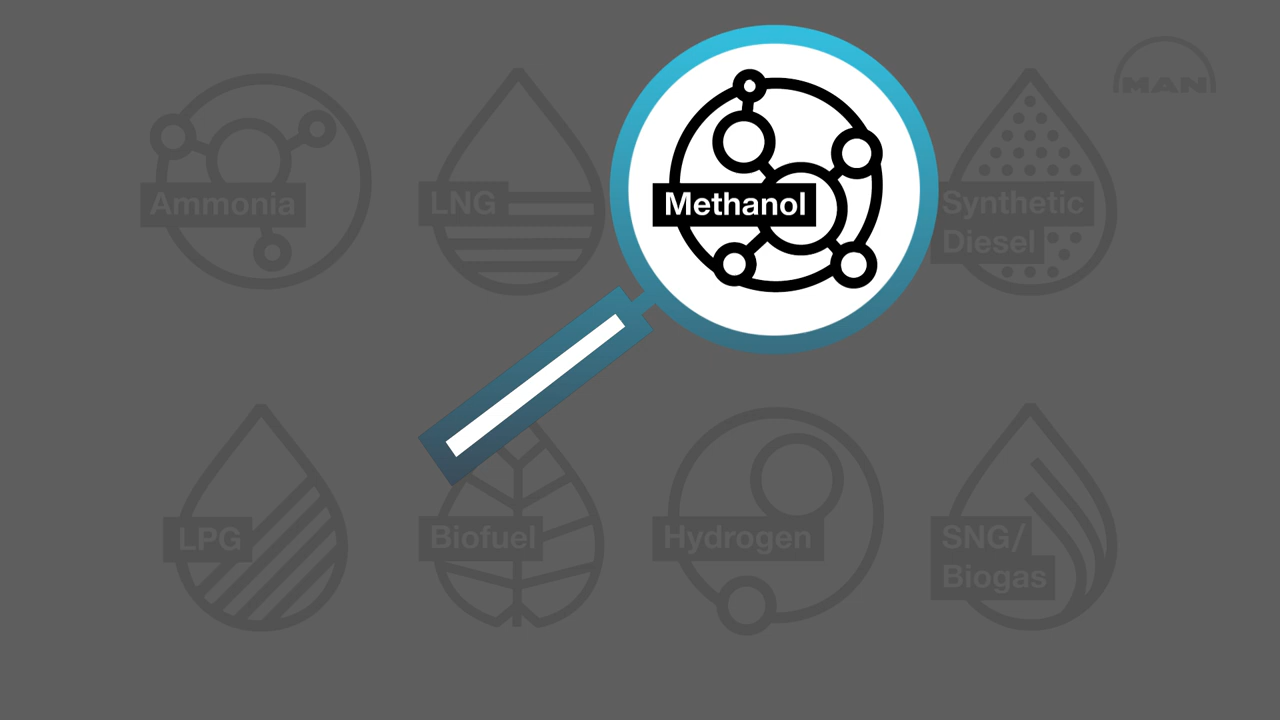 MAN
Ammonia
LNG
Methanol
Synthetic
Diesel
LPG
Biofuel
Hydrogen
SNG/
Biogas